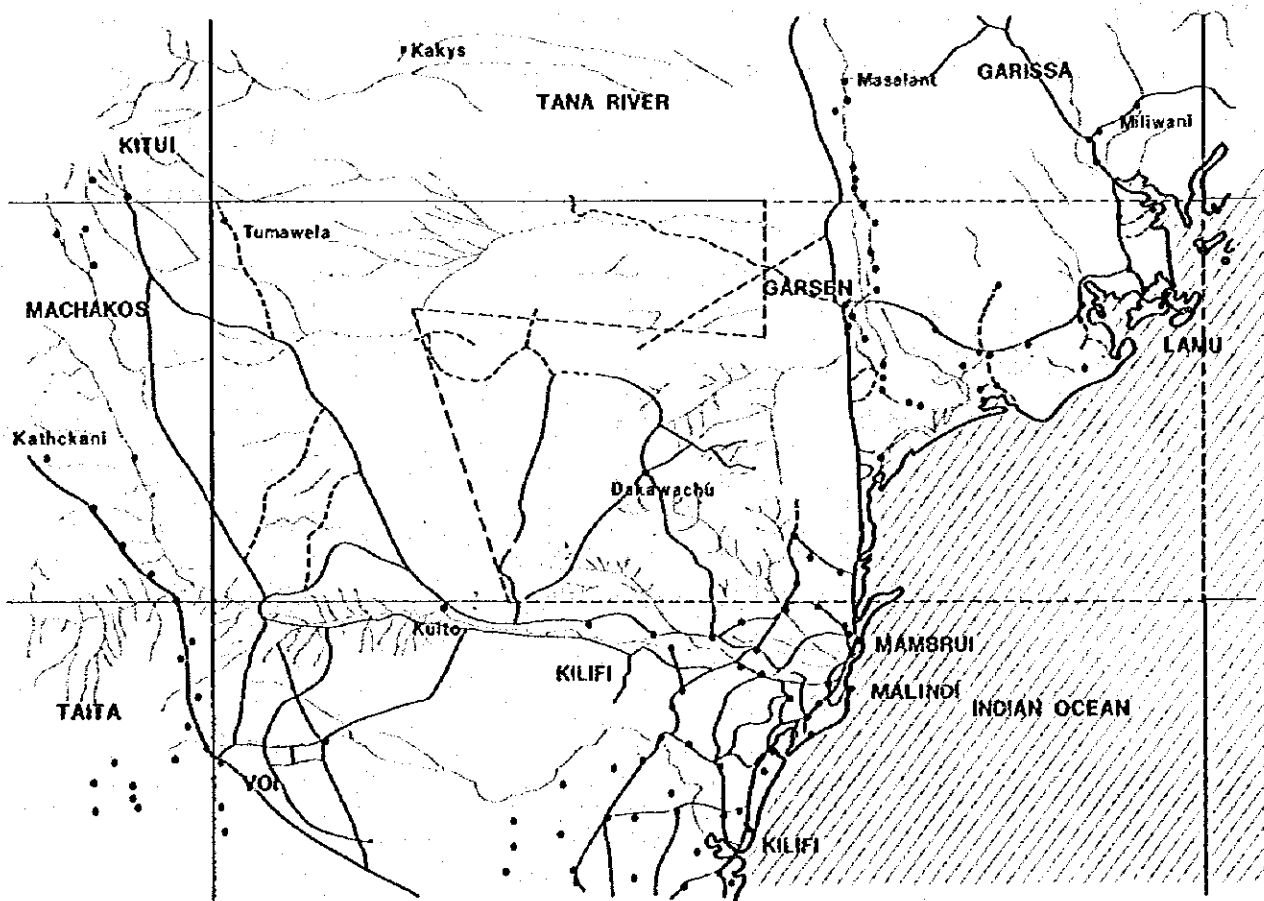 Kakys
Masalant
GARISSA
TANA RIVER
Miliwani
KITUI
Tumawela
GARSEN
MACHAKOS
LAMU
Kathckani
Dakawachu
Kulto
MAMBRUI
KILIFI
MALINDI
TAITA
INDIAN OCEAN
VOI
KILIFI